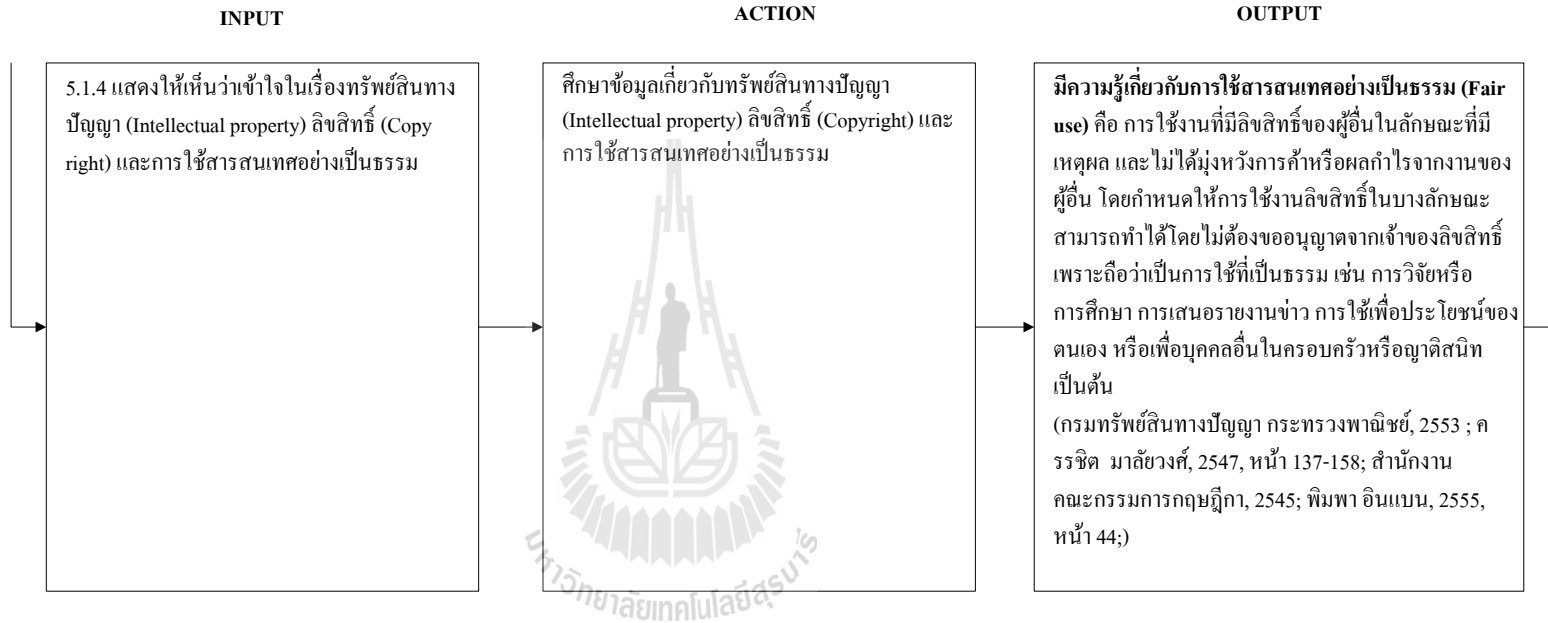 INPUT
ACTION
OUTPUT
5.1.4 แสดงให้เห็นว่าเข้าใจในเรื่องทรัพย์สินทาง
ปัญญา (Intellectual property) ลิขสิทธิ์ (Copy
right) และการใช้สารสนเทศอย่างเป็นธรรม
ศึกษาข้อมูลเกี่ยวกับทรัพย์สินทางปัญญา
(Intellectual property) ลิขสิทธิ์ (Copyright) และ
การใช้สารสนเทศอย่างเป็นธรรม
มีความรู้เกี่ยวกับการใช้สารสนเทศอย่างเป็นธรรม (Fair
use) คือ การใช้งานที่มีลิขสิทธิ์ของผู้อื่นในลักษณะที่มี
เหตุผล และไม่ได้มุ่งหวังการค้าหรือผลกำไรจากงานของ
ผู้อื่น โดยกำหนดให้การใช้งานลิขสิทธิ์ในบางลักษณะ
สามารถทำได้โดยไม่ต้องขออนุญาตจากเจ้าของลิขสิทธิ์
เพราะถือว่าเป็นการใช้ที่เป็นธรรม เช่น การวิจัยหรือ
การศึกษา การเสนอรายงานข่าว การใช้เพื่อประโยชน์ของ
ตนเอง หรือเพื่อบุคคลอื่นในครอบครัวหรือญาติสนิท
เป็นต้น
(กรมทรัพย์สินทางปัญญา กระทรวงพาณิชย์, 2553 ; ค
รรชิต มาลัยวงศ์, 2547, หน้า 137-158; สำนักงาน
คณะกรรมการกฤษฎีกา, 2545; พิมพา อินแบน, 2555,
หน้า 44;)
มหาวิทยาลัยเทคโนโลยีสุรนารี